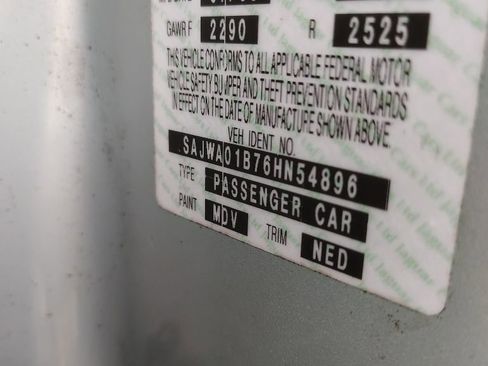 GAWR F 2290 R 2525
THIS VEHICLE CONFORMS TO ALL APPLICABLE FEDERAL MOTOR
VEHICLE SAFETY BUMPER AND THEFT PREVENTION STANDARDS
IN EFFECT ON THE DATE OF MANUFACTURE SHOWN ABOVE.
VEH IDENT NO.
SAJWA01B76HN54896
TYPE PASSENGER CAR
PAINT MDV TRIM NED